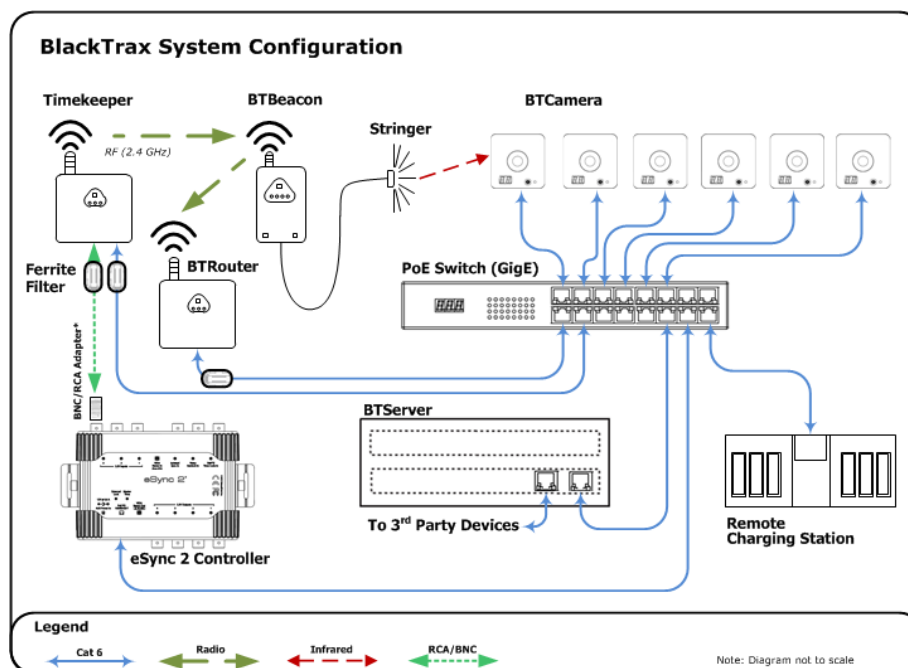 BlackTrax System Configuration
Timekeeper
BTBeacon
BTCamera
Stringer
RF (2.4 GHz)
BTRouter
Ferrite
Filter
PoE Switch (GigE)
BNC/RCA Adapter*
BTServer
eSync 2
To 3rd Party Devices
Remote
Charging Station
eSync 2 Controller
Legend
Cat 6
Radio
Infrared
RCA/BNC
Note: Diagram not to scale